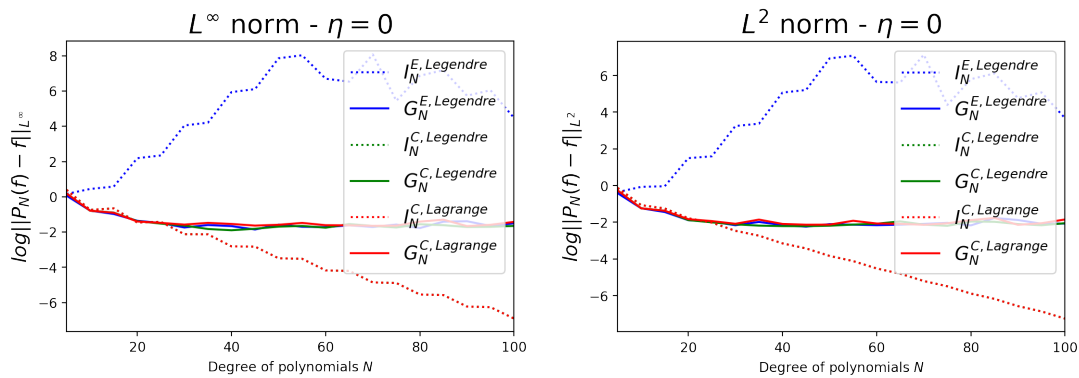 L^∞ norm - η = 0
log||P_N(f) − f||_{L^∞}
8
6
4
2
0
−2
−4
−6
20
40
60
80
100
Degree of polynomials N
I_N^{E, Legendre}
G_N^{E, Legendre}
I_N^{C, Legendre}
G_N^{C, Legendre}
I_N^{C, Lagrange}
G_N^{C, Lagrange}
L^2 norm - η = 0
log||P_N(f) − f||_{L^2}
6
4
2
0
−2
−4
−6
20
40
60
80
100
Degree of polynomials N
I_N^{E, Legendre}
G_N^{E, Legendre}
I_N^{C, Legendre}
G_N^{C, Legendre}
I_N^{C, Lagrange}
G_N^{C, Lagrange}